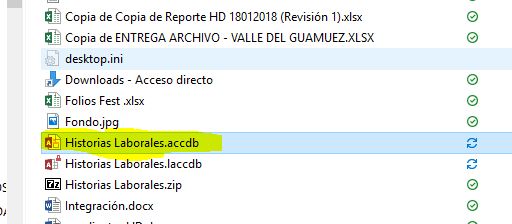 Copia de Copia de Reporte HD 18012018 (Revisión 1).xlsx
Copia de ENTREGA ARCHIVO - VALLE DEL GUAMUEZ.XLSX
desktop.ini
Downloads - Acceso directo
Folios Fest .xlsx
Fondo.jpg
Historias Laborales.accdb
Historias Laborales.laccdb
Historias Laborales.zip
Integración.docx